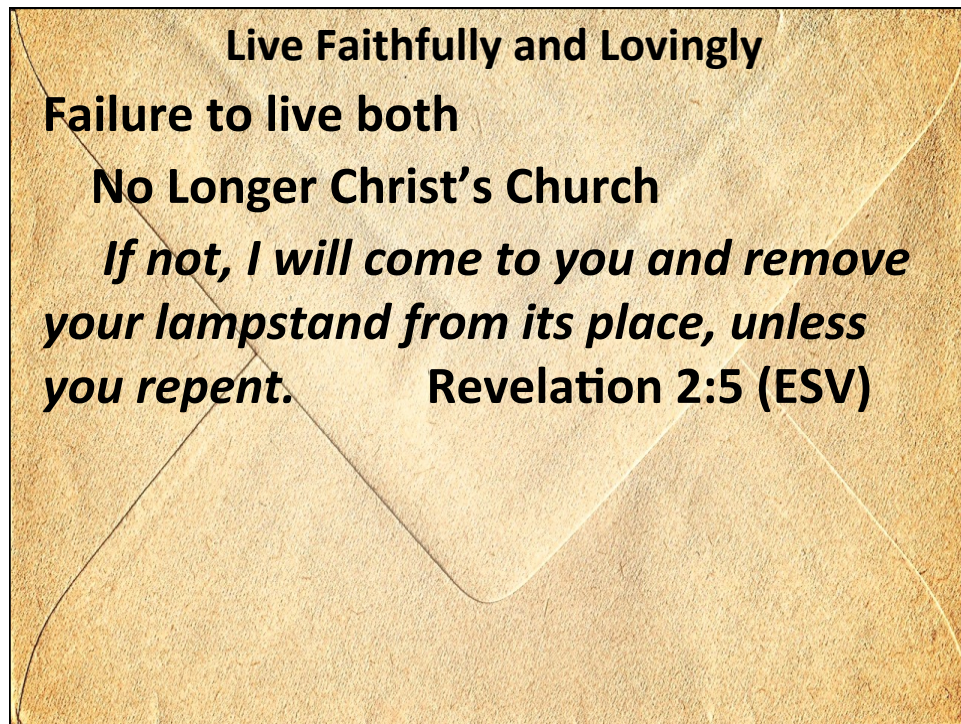 Live Faithfully and Lovingly
Failure to live both
No Longer Christ’s Church
If not, I will come to you and remove
your lampstand from its place, unless
you repent. Revelation 2:5 (ESV)